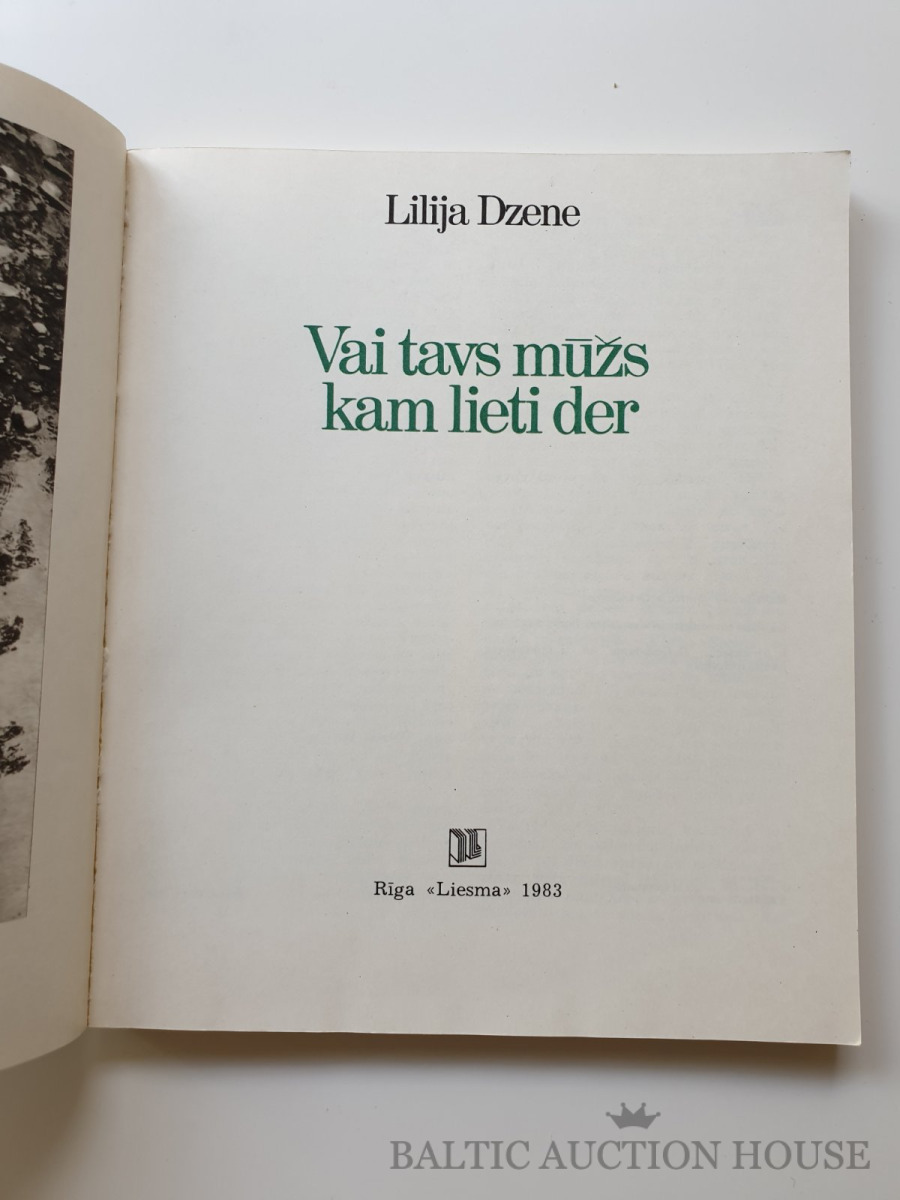 Lilija Dzene
Vai tavs mūžs
kam lieti der
Rīga «Liesma» 1983
BALTIC AUCTION HOUSE